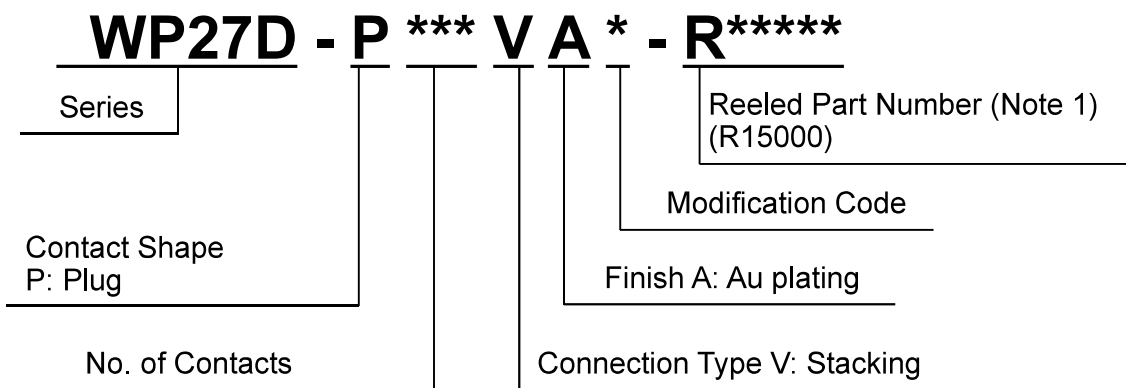 WP27D - P *** V A * - R*****
Series
Reeled Part Number (Note 1)
(R15000)
Modification Code
Contact Shape
P: Plug
Finish A: Au plating
No. of Contacts
Connection Type V: Stacking